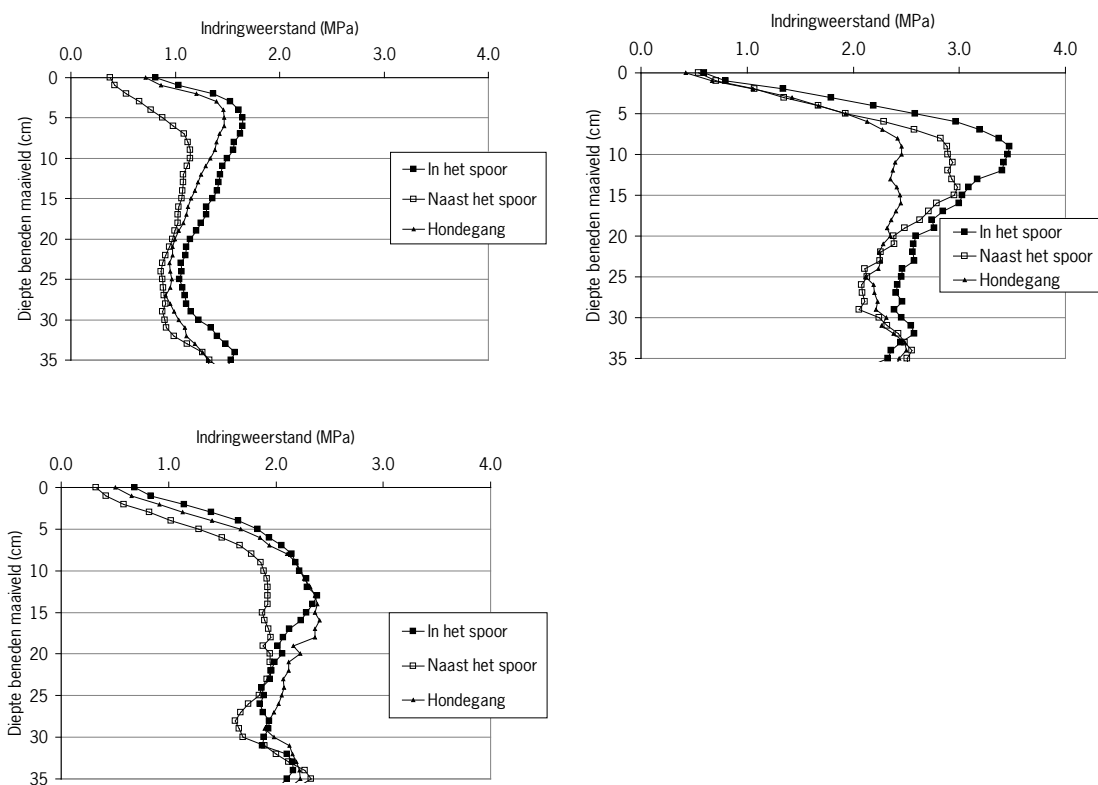 Indringweerstand (MPa)
0.0 1.0 2.0 3.0 4.0
0
5
10
15
20
25
30
35
Diepte beneden maaiveld (cm)
In het spoor
Naast het spoor
Hondegang
Indringweerstand (MPa)
0.0 1.0 2.0 3.0 4.0
0
5
10
15
20
25
30
35
Diepte beneden maaiveld (cm)
In het spoor
Naast het spoor
Hondegang
Indringweerstand (MPa)
0.0 1.0 2.0 3.0 4.0
0
5
10
15
20
25
30
35
Diepte beneden maaiveld (cm)
In het spoor
Naast het spoor
Hondegang